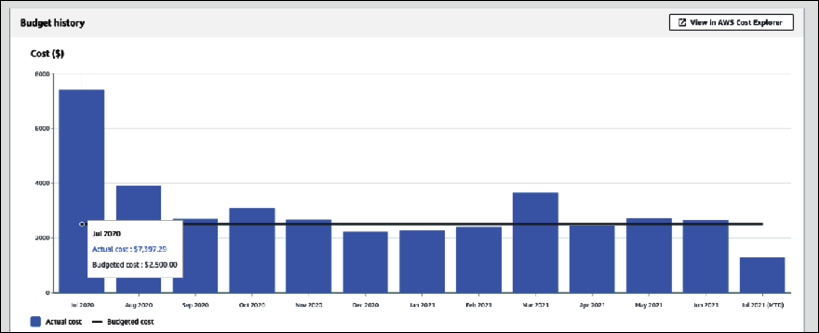 Budget history
View in AWS Cost Explorer
Cost ($)
8000
6000
4000
2000
0
Jul 2020
Actual cost : $7,397.29
Budgeted cost : $2,500.00
Jul 2020 Aug 2020 Sep 2020 Oct 2020 Nov 2020 Dec 2020 Jan 2021 Feb 2021 Mar 2021 Apr 2021 May 2021 Jun 2021 Jul 2021 (MTD)
Actual cost Budgeted cost